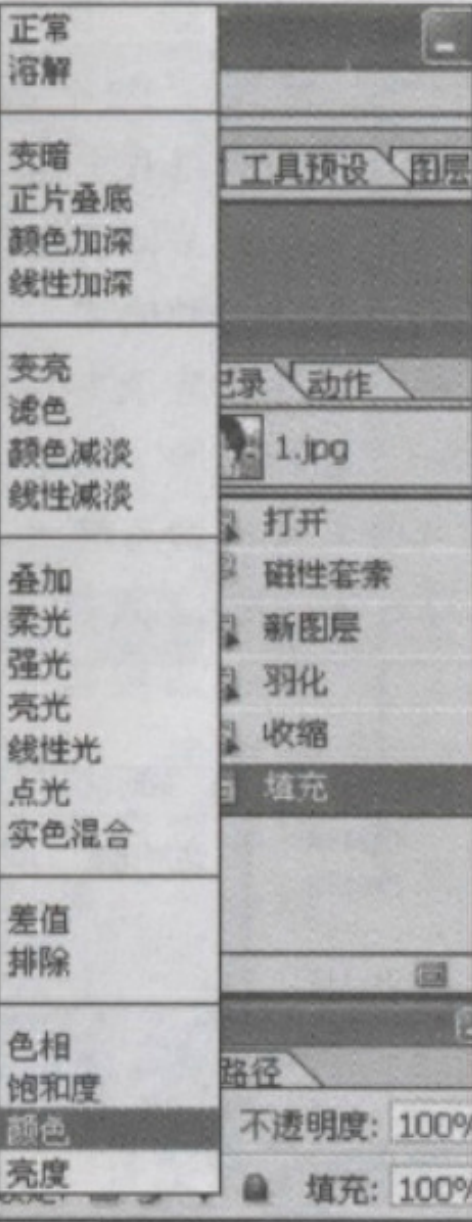 正常
溶解
变暗
正片叠底
颜色加深
线性加深
变亮
滤色
颜色减淡
线性减淡
叠加
柔光
强光
亮光
线性光
点光
实色混合
差值
排除
色相
饱和度
颜色
亮度
工具预设
图层
记录
动作
1.jpg
打开
磁性套索
新图层
羽化
收缩
填充
路径
不透明度: 100%
填充: 100%